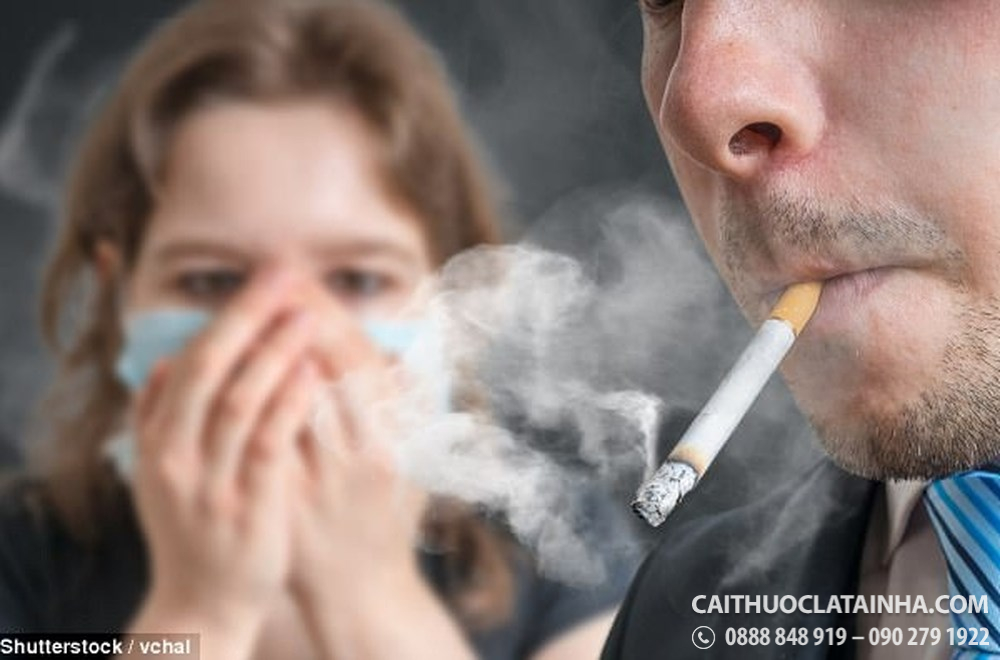 CAITHUOCLATAINHA.COM
0888 848 919 – 090 279 1922
Shutterstock / vchal